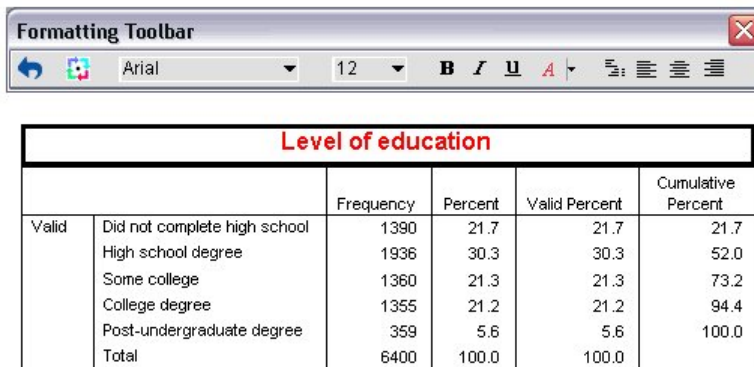 Formatting Toolbar
Arial 12 B I U A
Level of education
Frequency Percent Valid Percent Cumulative Percent
Valid Did not complete high school 1390 21.7 21.7 21.7
High school degree 1936 30.3 30.3 52.0
Some college 1360 21.3 21.3 73.2
College degree 1355 21.2 21.2 94.4
Post-undergraduate degree 359 5.6 5.6 100.0
Total 6400 100.0 100.0